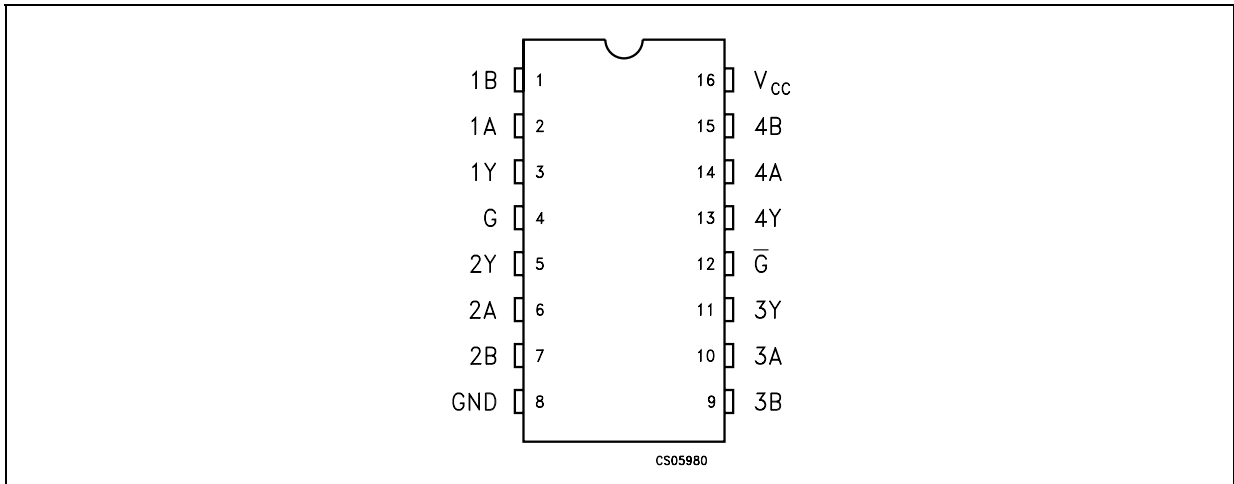 1B 1 16 VCC
1A 2 15 4B
1Y 3 14 4A
G 4 13 4Y
2Y 5 12 G̅
2A 6 11 3Y
2B 7 10 3A
GND 8 9 3B
CS05980